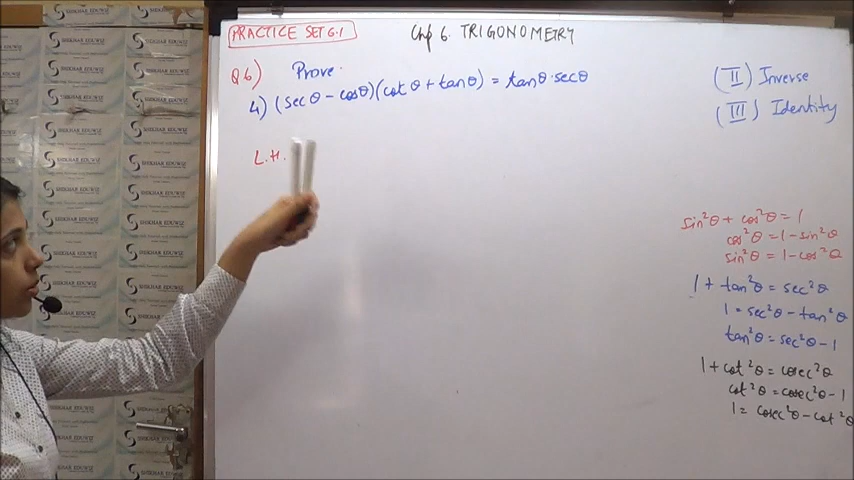 PRACTICE SET 6.1
Chp 6. TRIGONOMETRY
Q6) Prove.
4) (secθ - cosθ)(cotθ + tanθ) = tanθ·secθ
L.H.
(II) Inverse
(III) Identity
sin²θ + cos²θ = 1
cos²θ = 1 - sin²θ
sin²θ = 1 - cos²θ
1 + tan²θ = sec²θ
1 = sec²θ - tan²θ
tan²θ = sec²θ - 1
1 + cot²θ = cosec²θ
cot²θ = cosec²θ - 1
1 = cosec²θ - cot²θ
SHIKHAR EDUWIZ